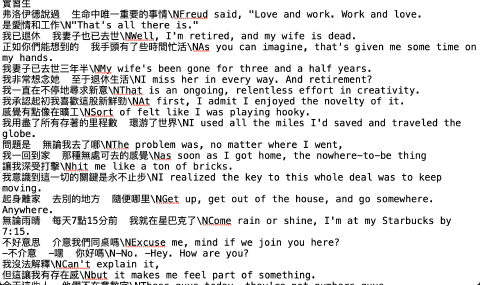 實習生
弗洛伊德說過　生命中唯一重要的事情\NFreud said, "Love and work. Work and love.
是愛情和工作\N"That's all there is."
我已退休　我妻子也已去世\NWell, I'm retired, and my wife is dead.
正如你們能想到的　我手頭有了些時間忙活\NAs you can imagine, that's given me some time on
my hands.
我妻子已去世三年半\NMy wife's been gone for three and a half years.
我非常想念她　至于退休生活\NI miss her in every way. And retirement?
我一直在不停地尋求新意\NThat is an ongoing, relentless effort in creativity.
我承認起初我喜歡這股新鮮勁\NAt first, I admit I enjoyed the novelty of it.
感覺有點像在曠工\NSort of felt like I was playing hooky.
我用盡了所有存著的里程數　環游了世界\NI used all the miles I'd saved and traveled the
globe.
問題是　無論我去了哪\NThe problem was, no matter where I went,
我一回到家　那種無處可去的感覺\Nas soon as I got home, the nowhere-to-be thing
讓我深受打擊\Nhit me like a ton of bricks.
我意識到這一切的關鍵是永不止步\NI realized the key to this whole deal was to keep
moving.
起身離家　去別的地方　隨便哪里\NGet up, get out of the house, and go somewhere.
Anywhere.
無論雨晴　每天7點15分前　我就在星巴克了\NCome rain or shine, I'm at my Starbucks by
7:15.
不好意思　介意我們同桌嗎\NExcuse me, mind if we join you here?
–不介意　–嘿　你好嗎\N–No. –Hey. How are you?
我沒法解釋\NCan't explain it,
但這讓我有存在感\Nbut it makes me feel part of something.